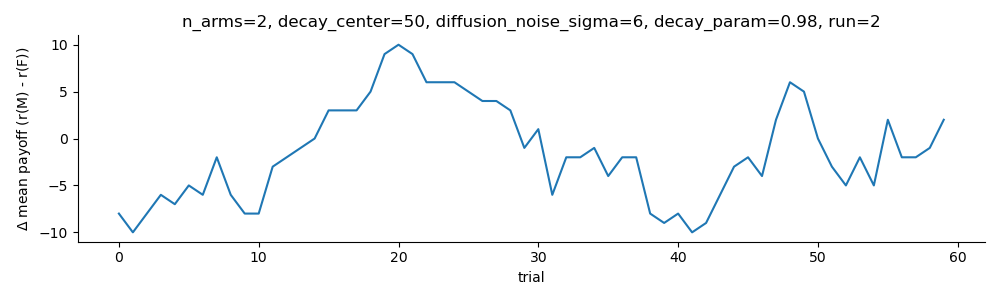 n_arms=2, decay_center=50, diffusion_noise_sigma=6, decay_param=0.98, run=2
Δ mean payoff (r(M) - r(F))
10
5
0
−5
−10
0 10 20 30 40 50 60
trial